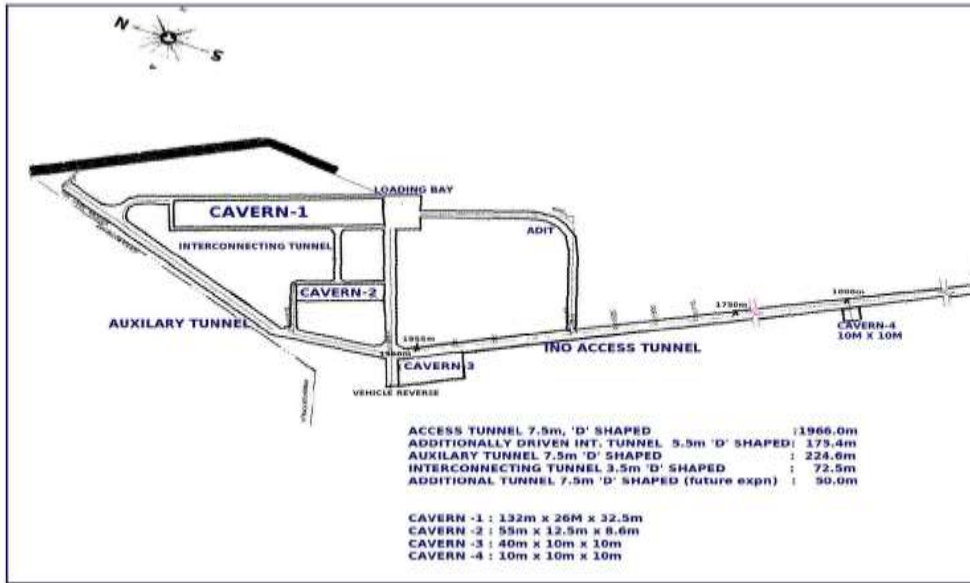 N
S
LOADING BAY
CAVERN-1
ADIT
INTERCONNECTING TUNNEL
CAVERN-2
1000m
1750m
AUXILARY TUNNEL
CAVERN-4
10M X 10M
1955m
INO ACCESS TUNNEL
CAVERN-3
VEHICLE REVERSE
ACCESS TUNNEL 7.5m, 'D' SHAPED :1966.0m
ADDITIONALLY DRIVEN INT. TUNNEL 5.5m 'D' SHAPED: 175.4m
AUXILARY TUNNEL 7.5m 'D' SHAPED : 224.6m
INTERCONNECTING TUNNEL 3.5m 'D' SHAPED : 72.5m
ADDITIONAL TUNNEL 7.5m 'D' SHAPED (future expn) : 50.0m
CAVERN -1 : 132m x 26M x 32.5m
CAVERN -2 : 55m x 12.5m x 8.6m
CAVERN -3 : 40m x 10m x 10m
CAVERN -4 : 10m x 10m x 10m